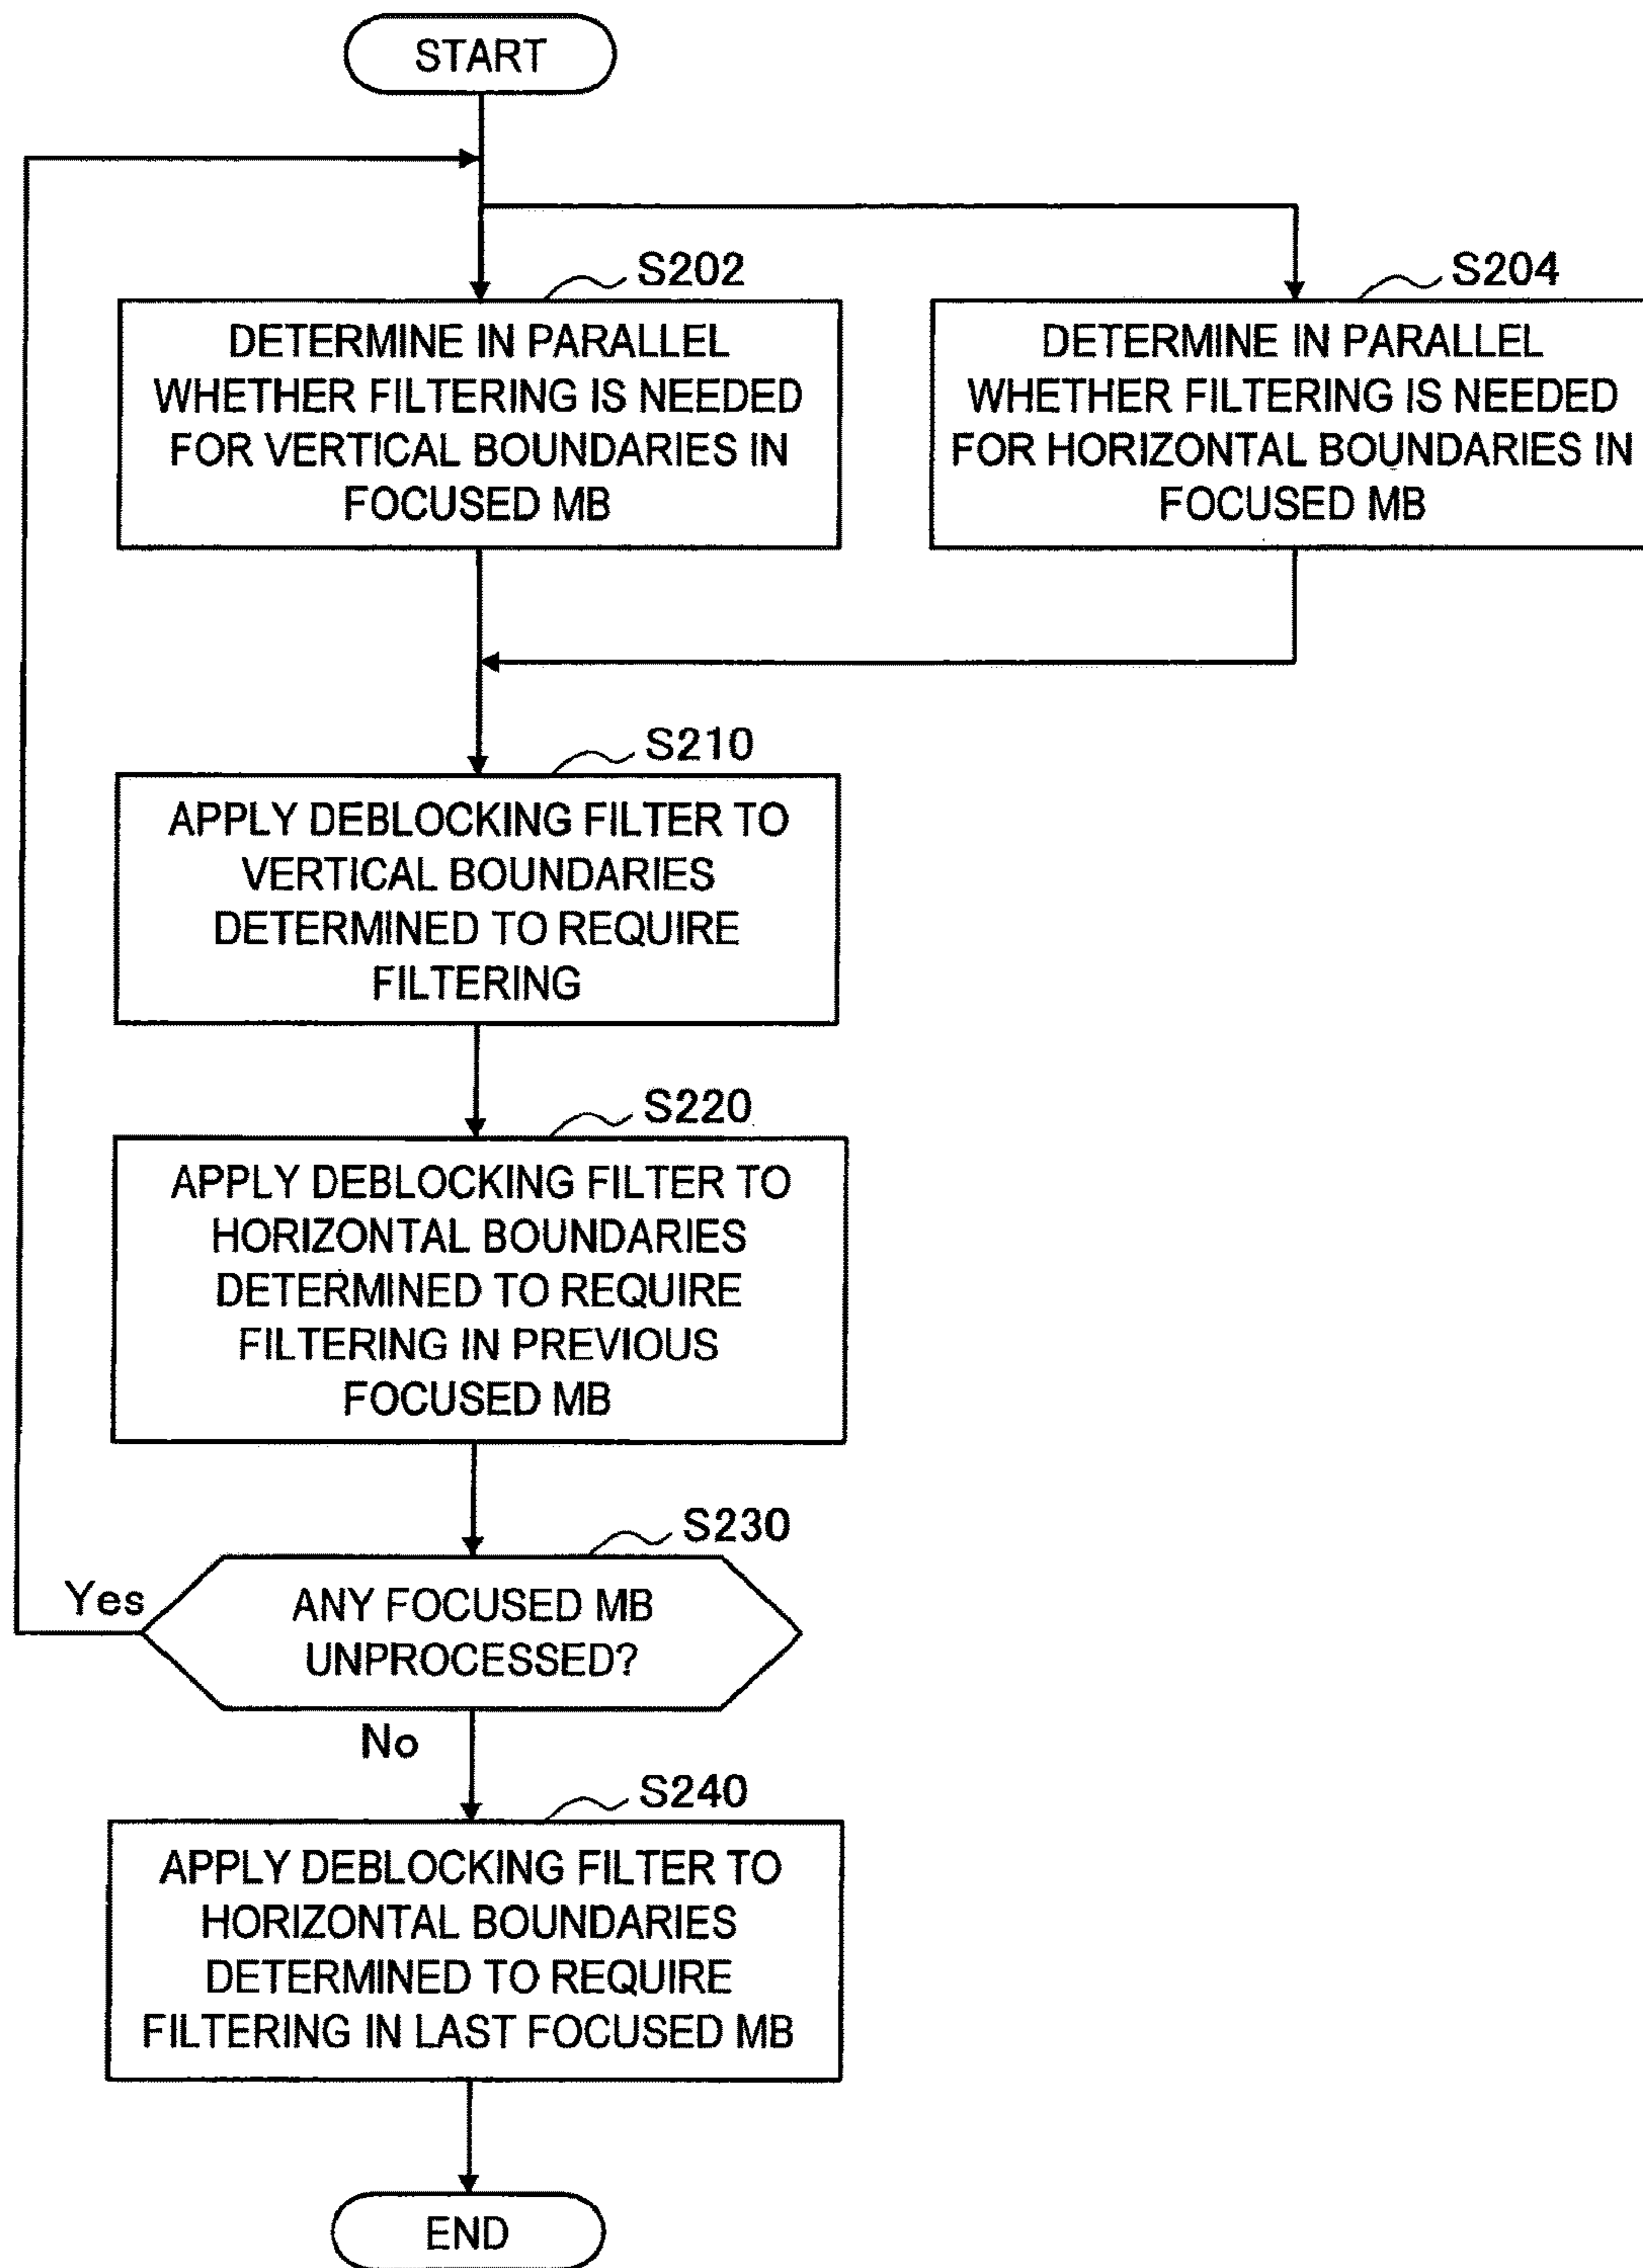 START
S202
DETERMINE IN PARALLEL
WHETHER FILTERING IS NEEDED
FOR VERTICAL BOUNDARIES IN
FOCUSED MB
S204
DETERMINE IN PARALLEL
WHETHER FILTERING IS NEEDED
FOR HORIZONTAL BOUNDARIES IN
FOCUSED MB
S210
APPLY DEBLOCKING FILTER TO
VERTICAL BOUNDARIES
DETERMINED TO REQUIRE
FILTERING
S220
APPLY DEBLOCKING FILTER TO
HORIZONTAL BOUNDARIES
DETERMINED TO REQUIRE
FILTERING IN PREVIOUS
FOCUSED MB
S230
Yes
ANY FOCUSED MB
UNPROCESSED?
No
S240
APPLY DEBLOCKING FILTER TO
HORIZONTAL BOUNDARIES
DETERMINED TO REQUIRE
FILTERING IN LAST FOCUSED MB
END